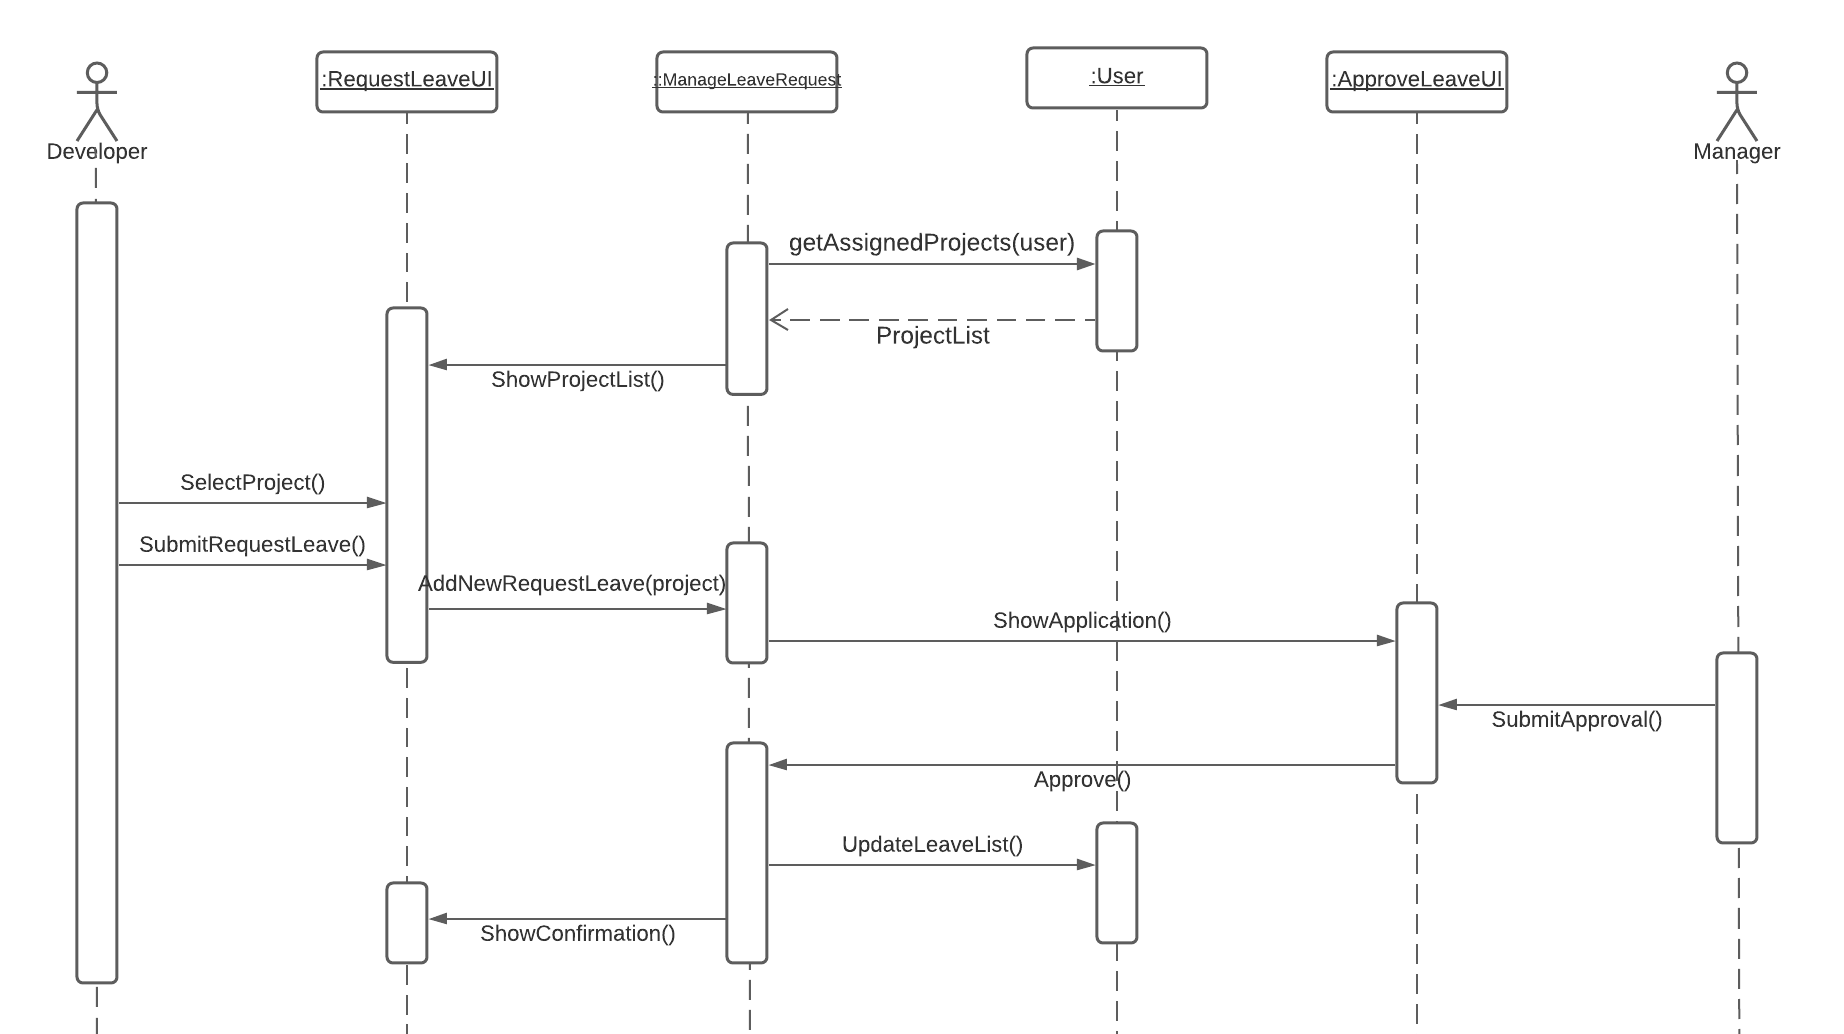 :RequestLeaveUI
::ManageLeaveRequest
:User
:ApproveLeaveUI
Developer
Manager
getAssignedProjects(user)
ProjectList
ShowProjectList()
SelectProject()
SubmitRequestLeave()
AddNewRequestLeave(project)
ShowApplication()
SubmitApproval()
Approve()
UpdateLeaveList()
ShowConfirmation()